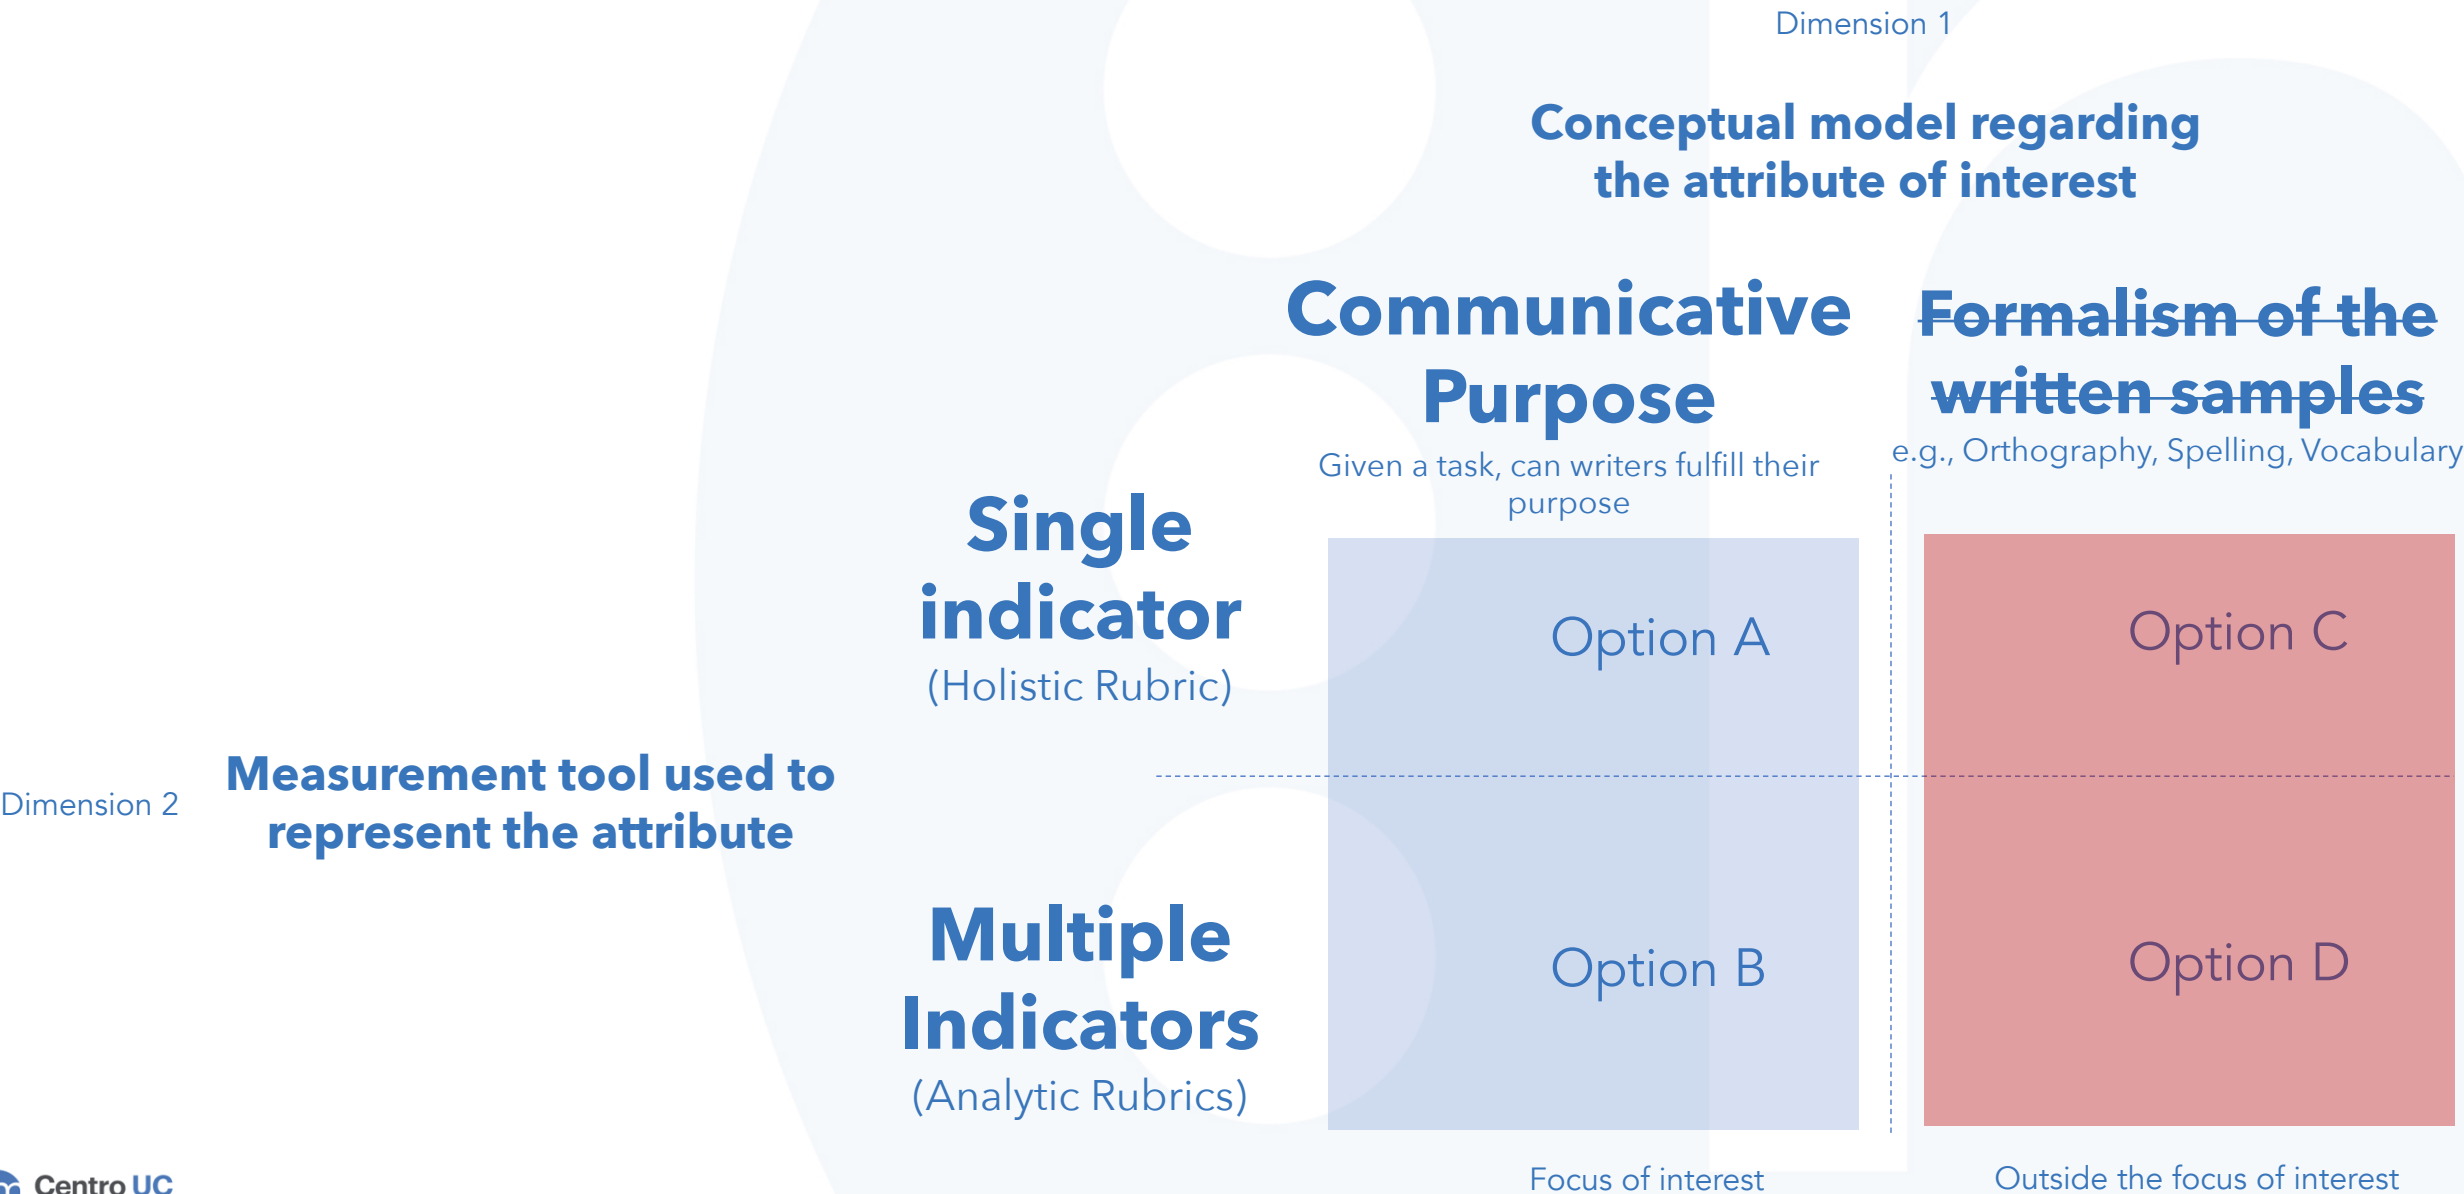 Dimension 1
Conceptual model regarding
the attribute of interest
Communicative
Purpose
Given a task, can writers fulfill their
purpose
Formalism of the
written samples
e.g., Orthography, Spelling, Vocabulary
Single
indicator
(Holistic Rubric)
Option A
Option C
Dimension 2
Measurement tool used to
represent the attribute
Multiple
Indicators
(Analytic Rubrics)
Option B
Option D
Focus of interest
Outside the focus of interest
Centro UC